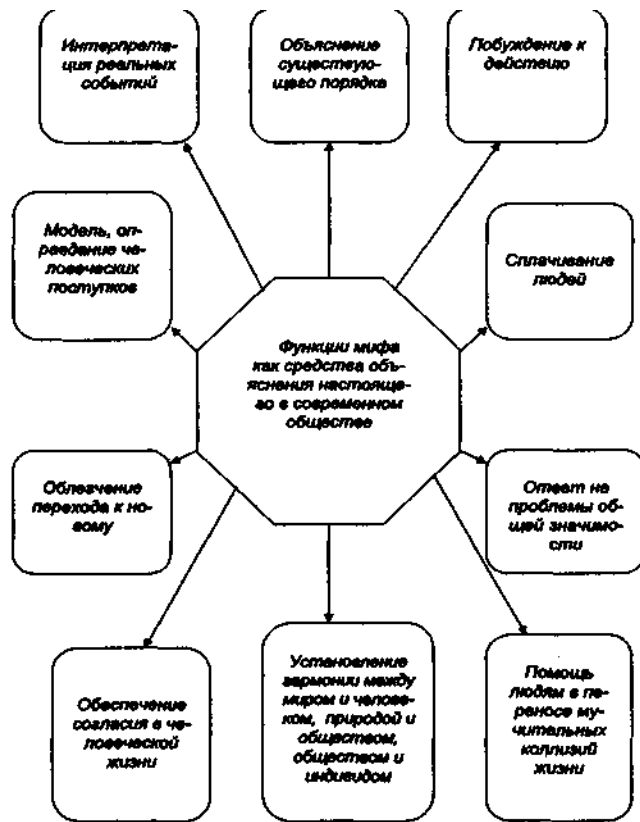 Интерпрета-
ция реальных
событий
Объяснение
существую-
щего порядка
Побуждение к
действию
Модель, оп-
равдание че-
ловеческих
поступков
Сплачивание
людей
Функции мифа
как средства объ-
яснения настояще-
го в современном
обществе
Облегчение
перехода к но-
вому
Ответ на
проблемы об-
щей значимо-
сти
Обеспечение
согласия в че-
ловеческой
жизни
Установление
гармонии между
миром и челове-
ком, природой и
обществом,
обществом и
индивидом
Помощь
людям в пе-
реносе му-
чительных
коллизий
жизни